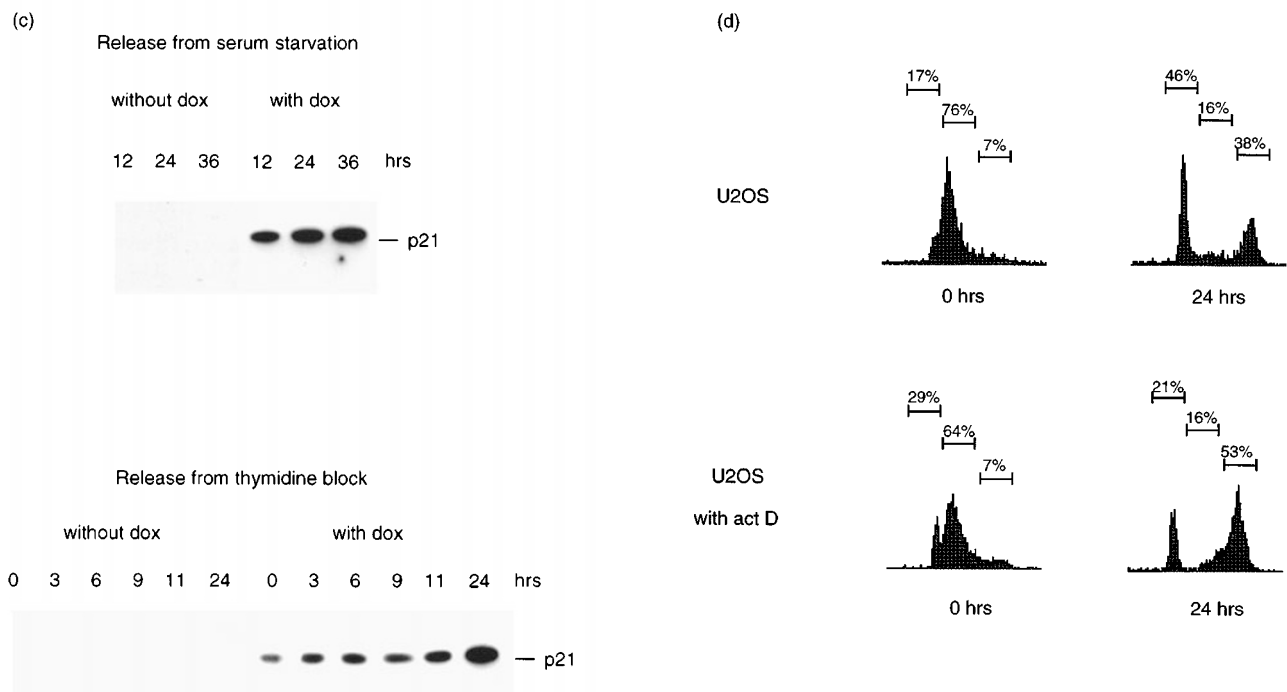 (c)
Release from serum starvation
without dox with dox
12 24 36 12 24 36 hrs
p21
Release from thymidine block
without dox with dox
0 3 6 9 11 24 0 3 6 9 11 24 hrs
p21
(d)
17%
76%
7%
46%
16%
38%
U2OS
0 hrs 24 hrs
29%
64%
7%
21%
16%
53%
U2OS
with act D
0 hrs 24 hrs